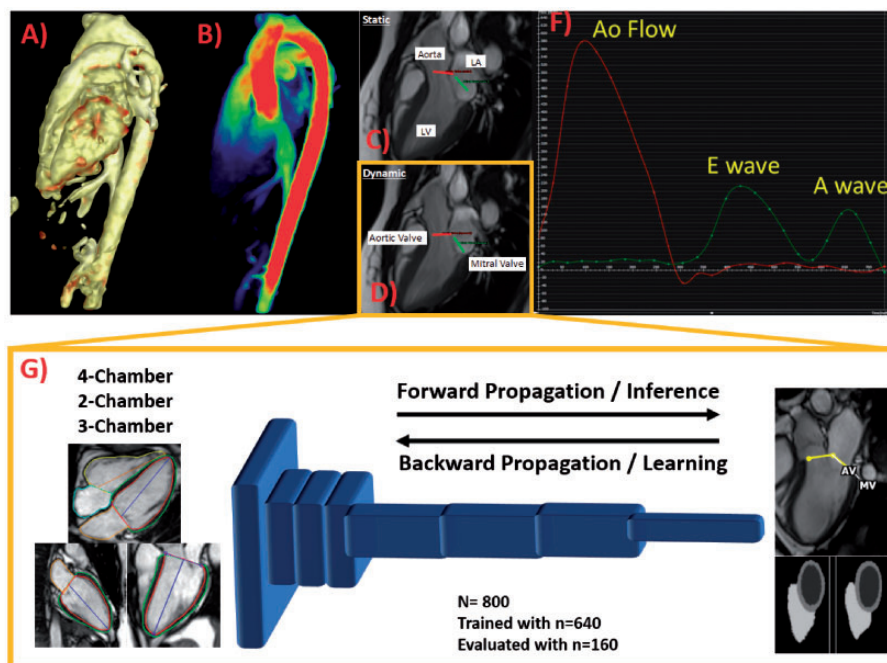 A)
B)
Static
Aorta
LA
LV
C)
Dynamic
Aortic Valve
Mitral Valve
D)
F)
Ao Flow
E wave
A wave
G)
4-Chamber
2-Chamber
3-Chamber
Forward Propagation / Inference
Backward Propagation / Learning
N= 800
Trained with n=640
Evaluated with n=160
AV
MV